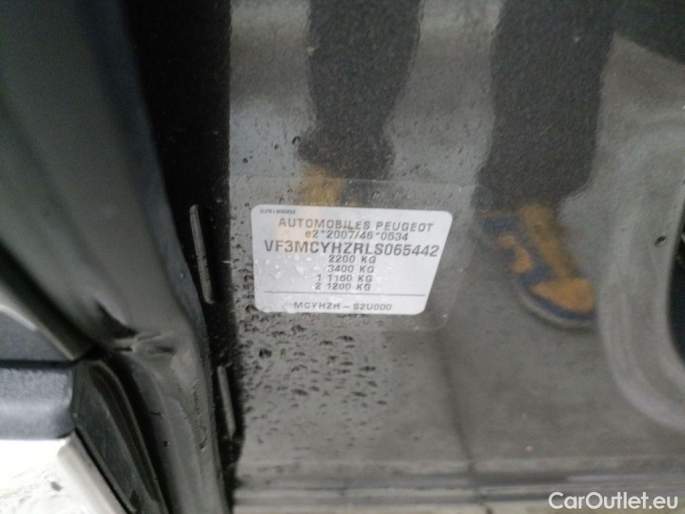 AUTOMOBILES PEUGEOT
e2*2007/46*0534
VF3MCYHZRLS065442
2200 KG
3400 KG
1 1160 KG
2 1200 KG
MCYHZH - S2U000
CarOutlet.eu